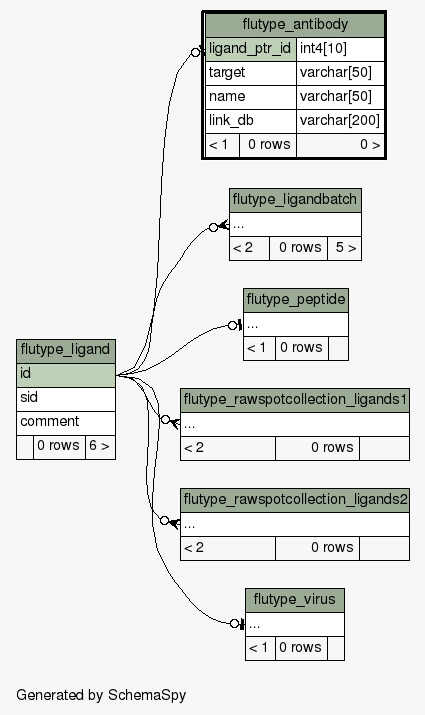 flutype_antibody
ligand_ptr_id int4[10]
target varchar[50]
name varchar[50]
link_db varchar[200]
< 1 0 rows 0 >
flutype_ligandbatch
...
< 2 0 rows 5 >
flutype_peptide
...
< 1 0 rows
flutype_ligand
id
sid
comment
0 rows 6 >
flutype_rawspotcollection_ligands1
...
< 2 0 rows
flutype_rawspotcollection_ligands2
...
< 2 0 rows
flutype_virus
...
< 1 0 rows
Generated by SchemaSpy